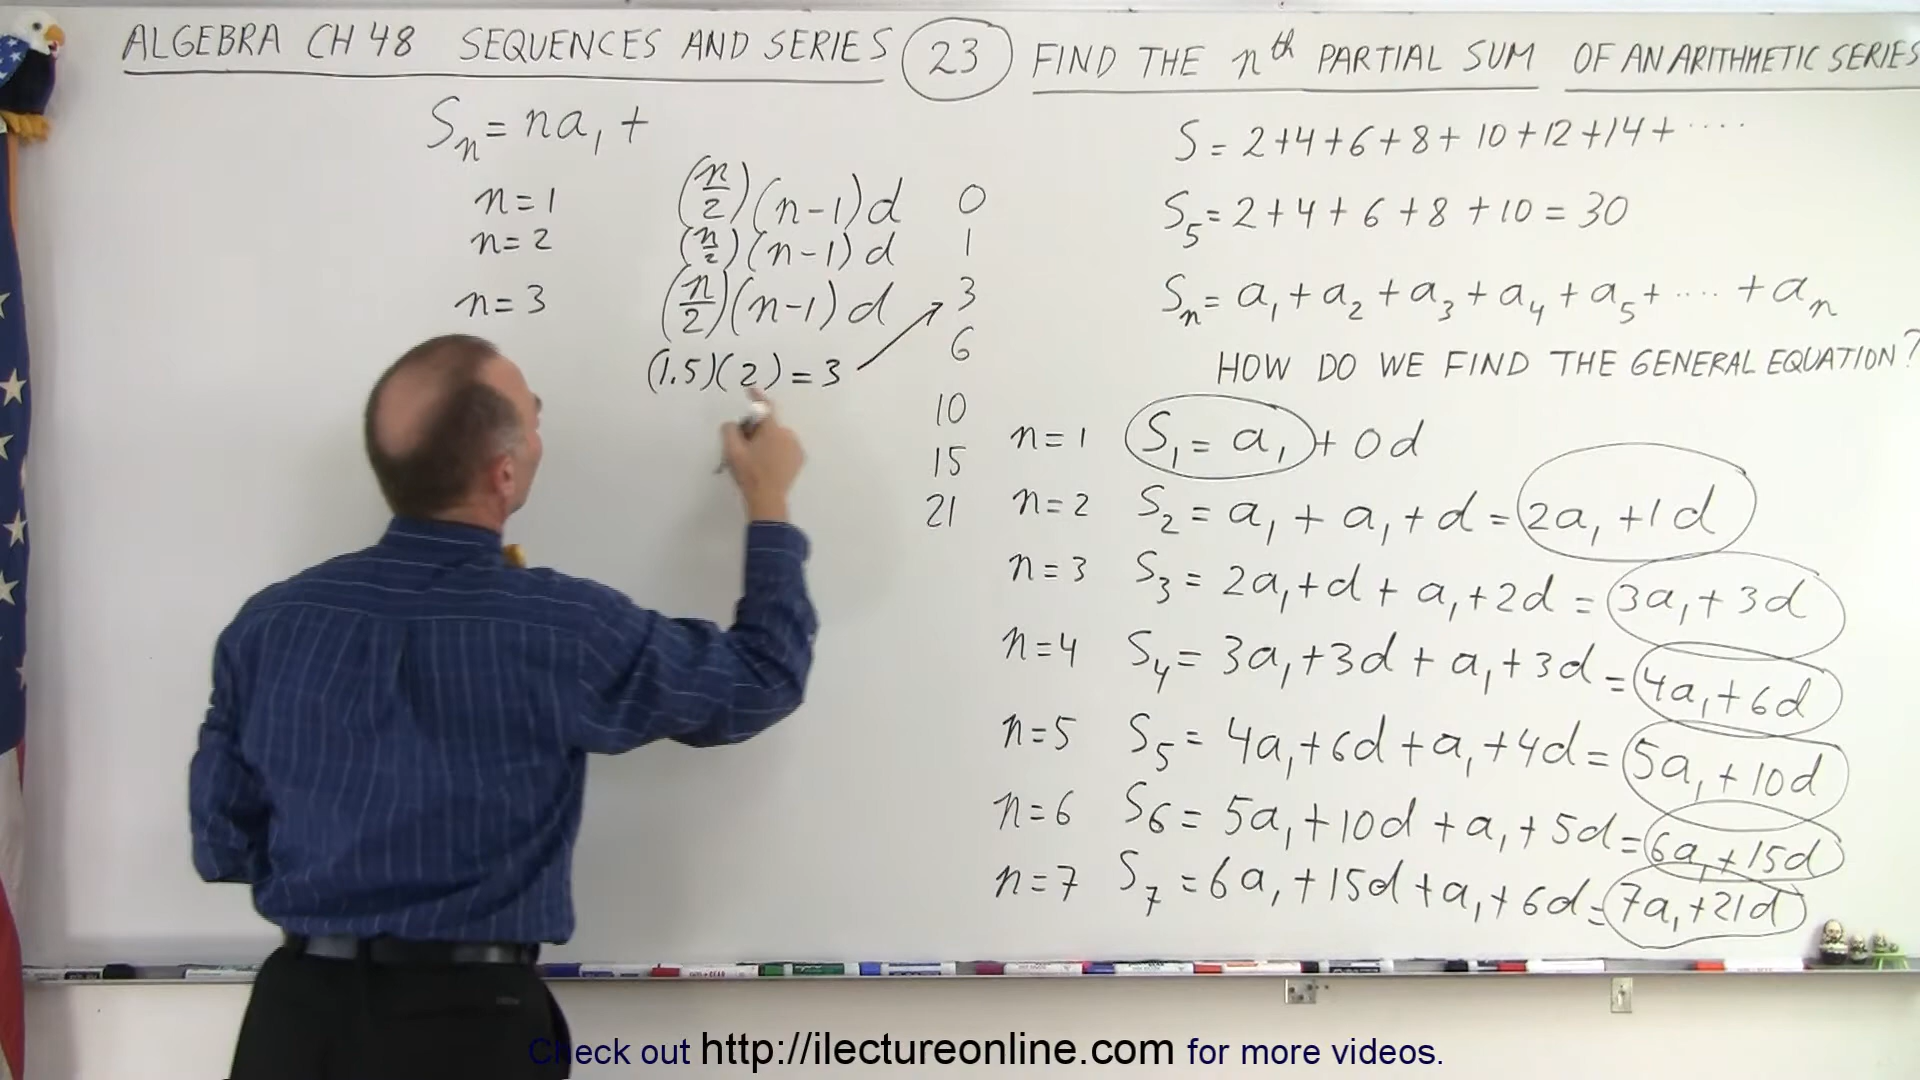 ALGEBRA CH 48 SEQUENCES AND SERIES 23 FIND THE nth PARTIAL SUM OF AN ARITHMETIC SERIES
Sₙ = na₁ +
n = 1 (n/2)(n-1)d 0
n = 2 (n/2)(n-1)d 1
n = 3 (n/2)(n-1)d 3
(1.5)(2) = 3
6
10
15
21
S = 2+4+6+8+10+12+14+ ....
S₅ = 2+4+6+8+10 = 30
Sₙ = a₁ + a₂ + a₃ + a₄ + a₅ + .... + aₙ
HOW DO WE FIND THE GENERAL EQUATION?
n = 1 S₁ = a₁ + 0d
n = 2 S₂ = a₁ + a₁ + d = 2a₁ + 1d
n = 3 S₃ = 2a₁ + d + a₁ + 2d = 3a₁ + 3d
n = 4 S₄ = 3a₁ + 3d + a₁ + 3d = 4a₁ + 6d
n = 5 S₅ = 4a₁ + 6d + a₁ + 4d = 5a₁ + 10d
n = 6 S₆ = 5a₁ + 10d + a₁ + 5d = 6a₁ + 15d
n = 7 S₇ = 6a₁ + 15d + a₁ + 6d = 7a₁ + 21d
Check out http://ilectureonline.com for more videos.